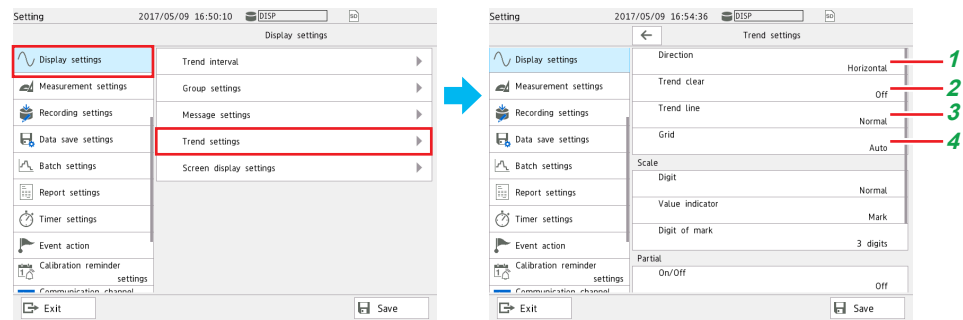 Setting 2017/05/09 16:50:10 DISP SD
Display settings
Display settings
Measurement settings
Recording settings
Data save settings
Batch settings
Report settings
Timer settings
Event action
Calibration reminder
settings
Communication channel
Trend interval
Group settings
Message settings
Trend settings
Screen display settings
Exit
Save
Setting 2017/05/09 16:54:36 DISP SD
Trend settings
Display settings
Measurement settings
Recording settings
Data save settings
Batch settings
Report settings
Timer settings
Event action
Calibration reminder
settings
Communication channel
Direction
Horizontal
1
Trend clear
Off
2
Trend line
Normal
3
Grid
Auto
4
Scale
Digit
Normal
Value indicator
Mark
Digit of mark
3 digits
Partial
On/Off
Off
Exit
Save